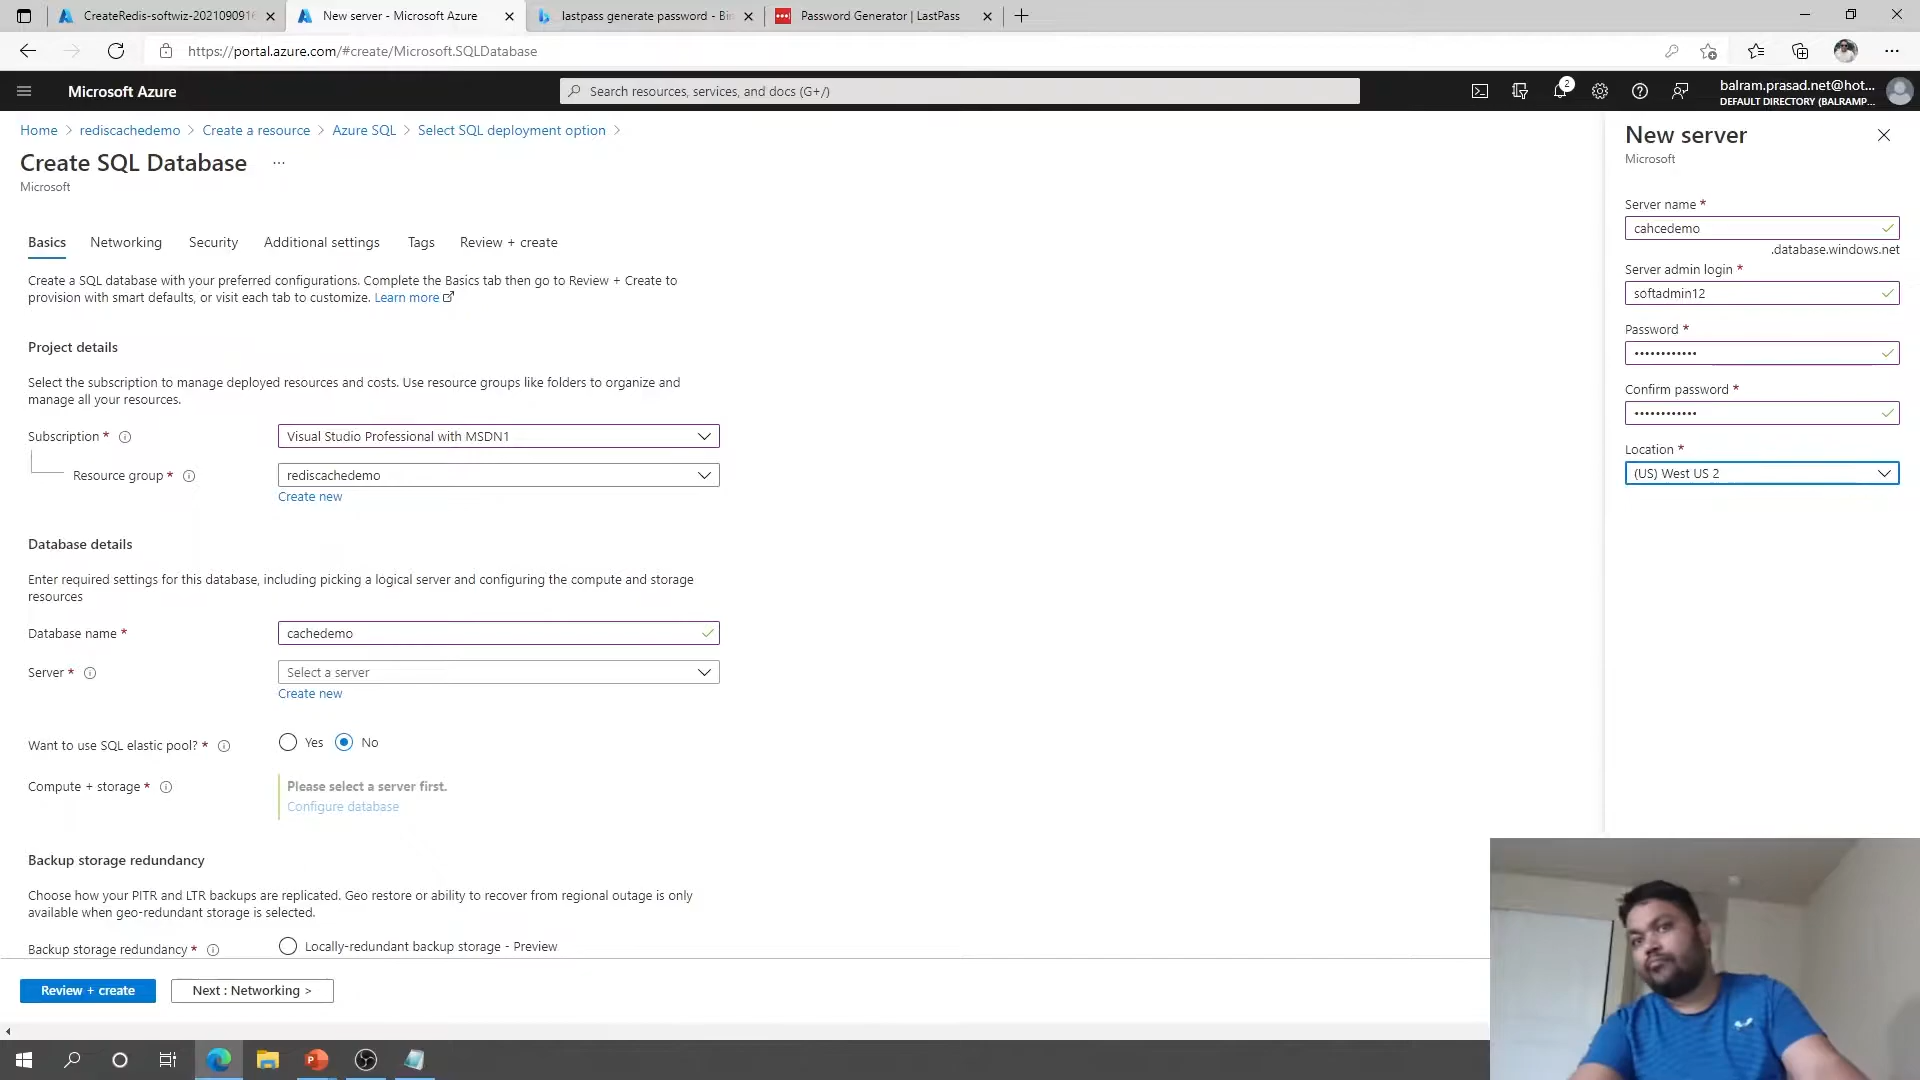 CreateRedis-softwiz-2021090916
New server - Microsoft Azure
lastpass generate password - Bin
Password Generator | LastPass
https://portal.azure.com/#create/Microsoft.SQLDatabase
Microsoft Azure
Search resources, services, and docs (G+/)
2
balram.prasad.net@hot...
DEFAULT DIRECTORY (BALRAMP...
Home > rediscachedemo > Create a resource > Azure SQL > Select SQL deployment option >
Create SQL Database ...
Microsoft
Basics Networking Security Additional settings Tags Review + create
Create a SQL database with your preferred configurations. Complete the Basics tab then go to Review + Create to
provision with smart defaults, or visit each tab to customize. Learn more
Project details
Select the subscription to manage deployed resources and costs. Use resource groups like folders to organize and
manage all your resources.
Subscription * Visual Studio Professional with MSDN1
Resource group * rediscachedemo
Create new
Database details
Enter required settings for this database, including picking a logical server and configuring the compute and storage
resources
Database name * cachedemo
Server * Select a server
Create new
Want to use SQL elastic pool? * Yes No
Compute + storage * Please select a server first.
Configure database
Backup storage redundancy
Choose how your PITR and LTR backups are replicated. Geo restore or ability to recover from regional outage is only
available when geo-redundant storage is selected.
Backup storage redundancy * Locally-redundant backup storage - Preview
Review + create Next : Networking >
New server
Microsoft
Server name *
cahcedemo
.database.windows.net
Server admin login *
softadmin12
Password *
••••••••••••
Confirm password *
••••••••••••
Location *
(US) West US 2